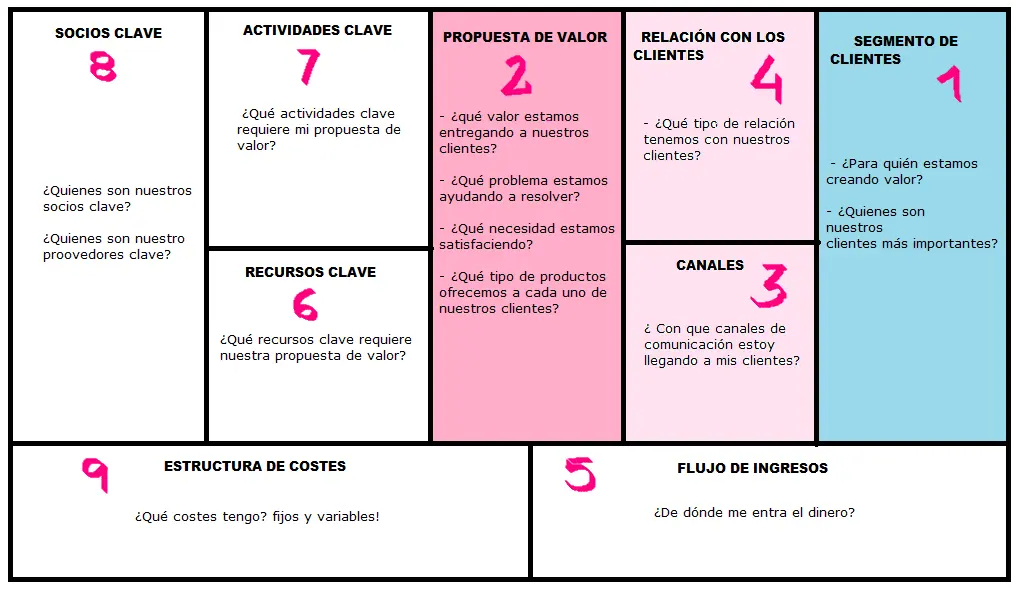 SOCIOS CLAVE
8
¿Quienes son nuestros
socios clave?
¿Quienes son nuestro
proovedores clave?
ACTIVIDADES CLAVE
7
¿Qué actividades clave
requiere mi propuesta de
valor?
RECURSOS CLAVE
6
¿Qué recursos clave requiere
nuestra propuesta de valor?
PROPUESTA DE VALOR
2
- ¿qué valor estamos
entregando a nuestros
clientes?
- ¿Qué problema estamos
ayudando a resolver?
- ¿Qué necesidad estamos
satisfaciendo?
- ¿Qué tipo de productos
ofrecemos a cada uno de
nuestros clientes?
RELACIÓN CON LOS
CLIENTES
4
- ¿Qué tipo de relación
tenemos con nuestros
clientes?
CANALES
3
¿ Con que canales de
comunicación estoy
llegando a mis clientes?
SEGMENTO DE
CLIENTES
1
- ¿Para quién estamos
creando valor?
- ¿Quienes son
nuestros
clientes más importantes?
9
ESTRUCTURA DE COSTES
¿Qué costes tengo? fijos y variables!
5
FLUJO DE INGRESOS
¿De dónde me entra el dinero?